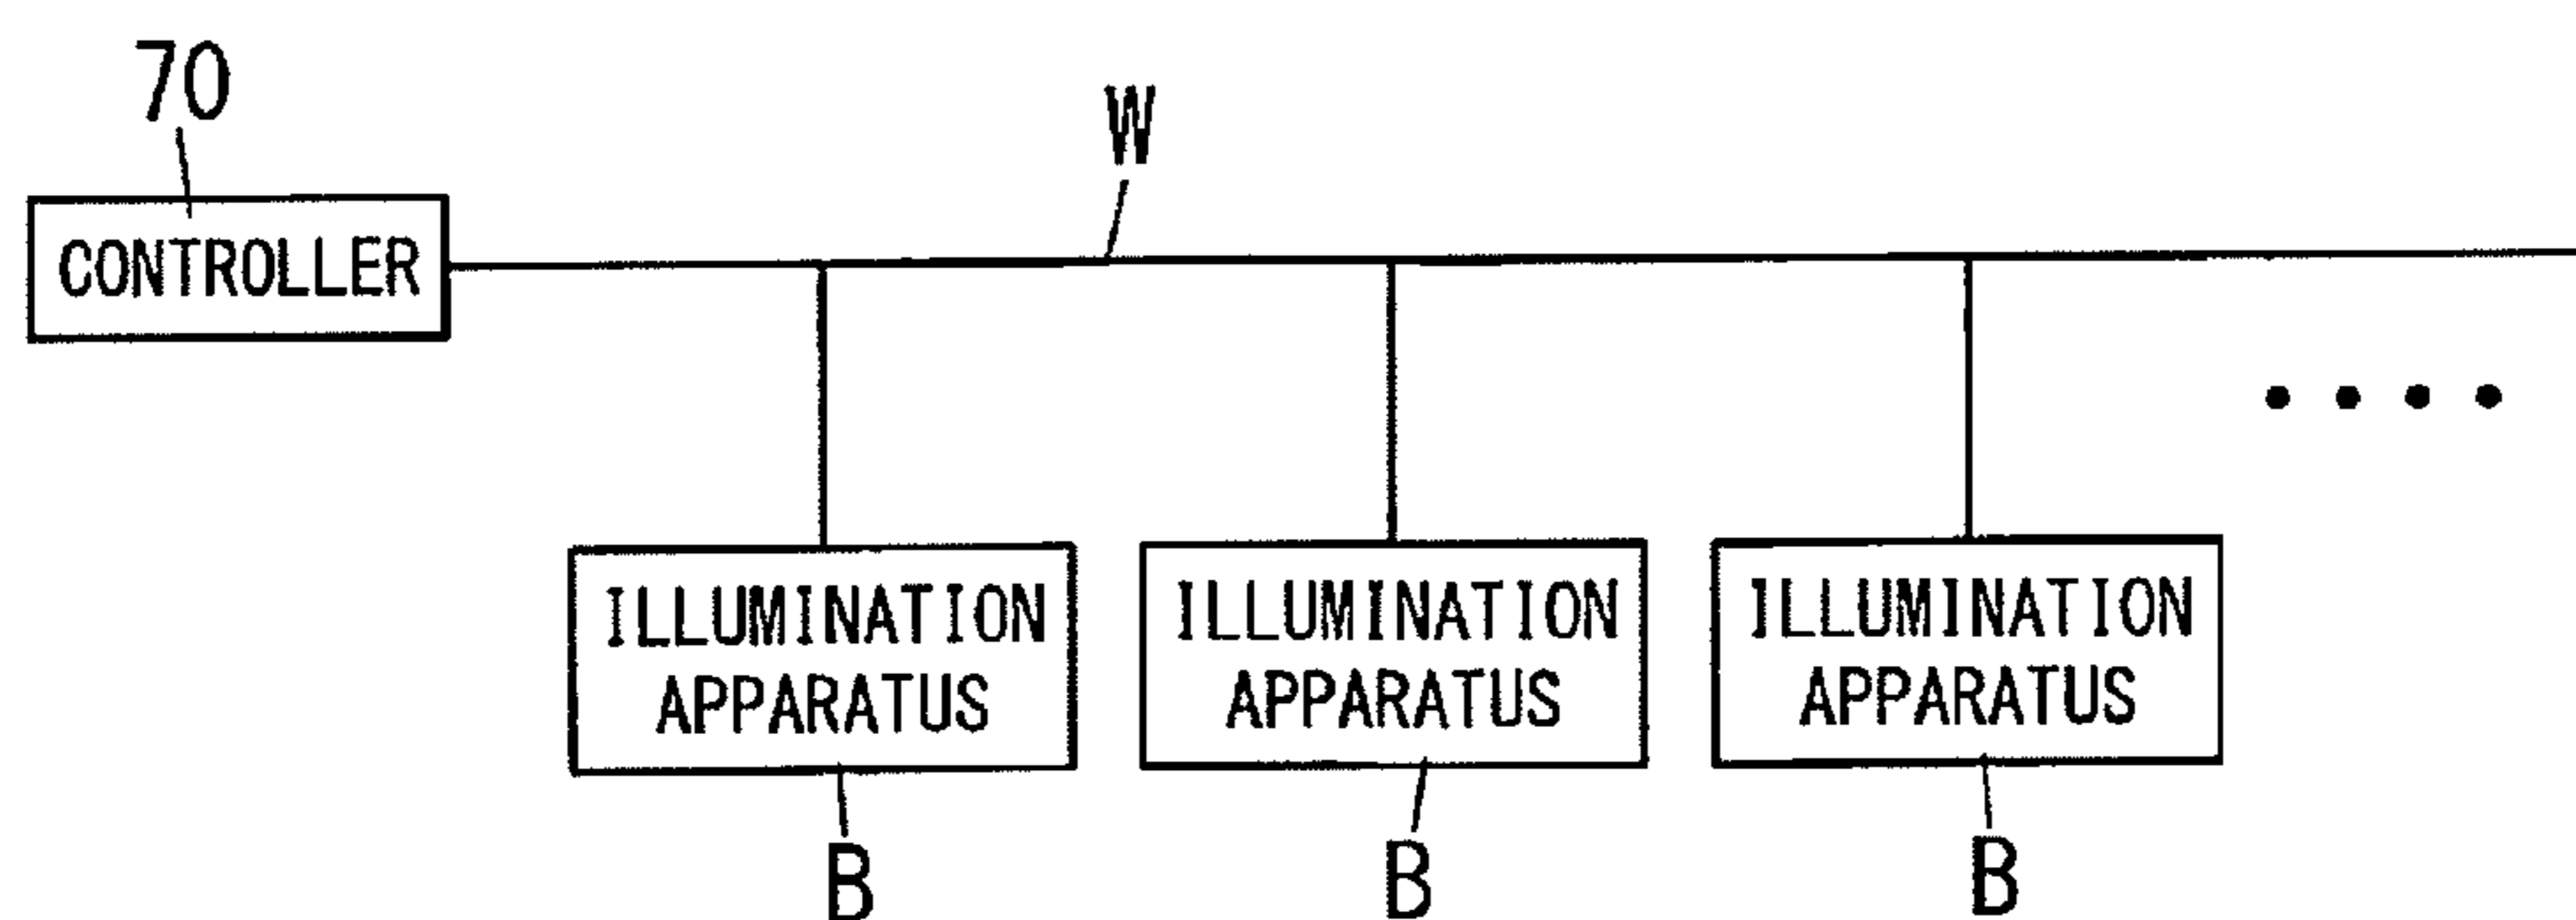 70
W
CONTROLLER
ILLUMINATION
APPARATUS
ILLUMINATION
APPARATUS
ILLUMINATION
APPARATUS
B
B
B